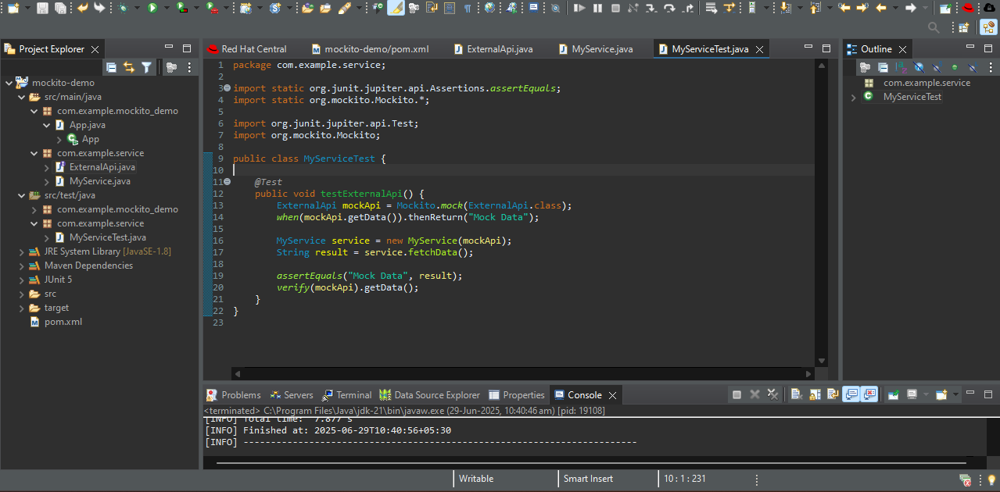 Project Explorer
mockito-demo
src/main/java
com.example.mockito_demo
App.java
App
com.example.service
ExternalApi.java
MyService.java
src/test/java
com.example.mockito_demo
com.example.service
MyServiceTest.java
JRE System Library [JavaSE-1.8]
Maven Dependencies
JUnit 5
src
target
pom.xml
Red Hat Central mockito-demo/pom.xml ExternalApi.java MyService.java MyServiceTest.java
1 package com.example.service;
2
3 import static org.junit.jupiter.api.Assertions.assertEquals;
4 import static org.mockito.Mockito.*;
5
6 import org.junit.jupiter.api.Test;
7 import org.mockito.Mockito;
8
9 public class MyServiceTest {
10
11 @Test
12 public void testExternalApi() {
13 ExternalApi mockApi = Mockito.mock(ExternalApi.class);
14 when(mockApi.getData()).thenReturn("Mock Data");
15
16 MyService service = new MyService(mockApi);
17 String result = service.fetchData();
18
19 assertEquals("Mock Data", result);
20 verify(mockApi).getData();
21 }
22 }
23
Outline
com.example.service
MyServiceTest
Problems Servers Terminal Data Source Explorer Properties Console
<terminated> C:\Program Files\Java\jdk-21\bin\javaw.exe (29-Jun-2025, 10:40:46 am) [pid: 19108]
[INFO] Total time: 7.877 s
[INFO] Finished at: 2025-06-29T10:40:56+05:30
[INFO] ------------------------------------------------------------------------
Writable Smart Insert 10 : 1 : 231